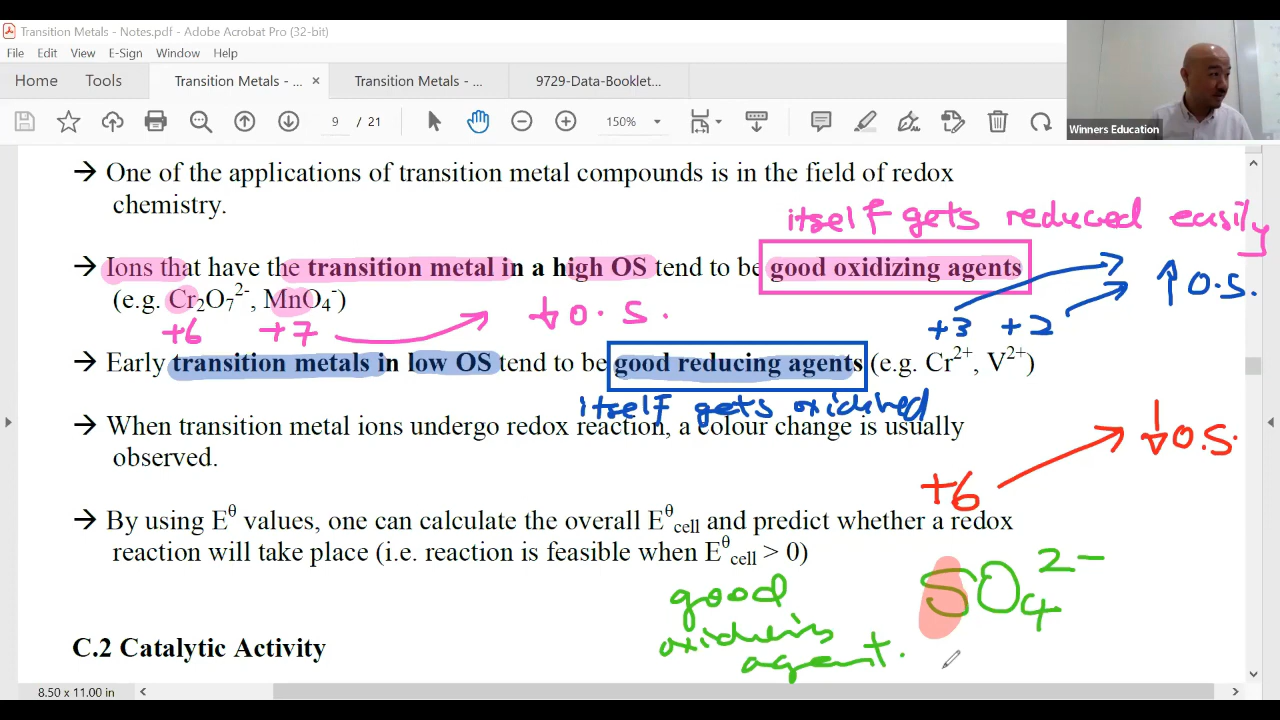 Transition Metals - Notes.pdf - Adobe Acrobat Pro (32-bit)
File Edit View E-Sign Window Help
Home Tools Transition Metals - ... × Transition Metals - ... 9729-Data-Booklet...
9 / 21 150%
Winners Education
→ One of the applications of transition metal compounds is in the field of redox
chemistry.
itself gets reduced easily
→ Ions that have the transition metal in a high OS tend to be good oxidizing agents
(e.g. Cr₂O₇²⁻, MnO₄⁻)
↓ O.S.
↑ O.S.
+6 +7
+3 +2
→ Early transition metals in low OS tend to be good reducing agents (e.g. Cr²⁺, V²⁺)
itself gets oxidised
→ When transition metal ions undergo redox reaction, a colour change is usually
observed.
↓ O.S.
+6
→ By using E^θ values, one can calculate the overall E^θcell and predict whether a redox
reaction will take place (i.e. reaction is feasible when E^θcell > 0)
SO₄²⁻
good
oxidising
agent.
C.2 Catalytic Activity
8.50 x 11.00 in